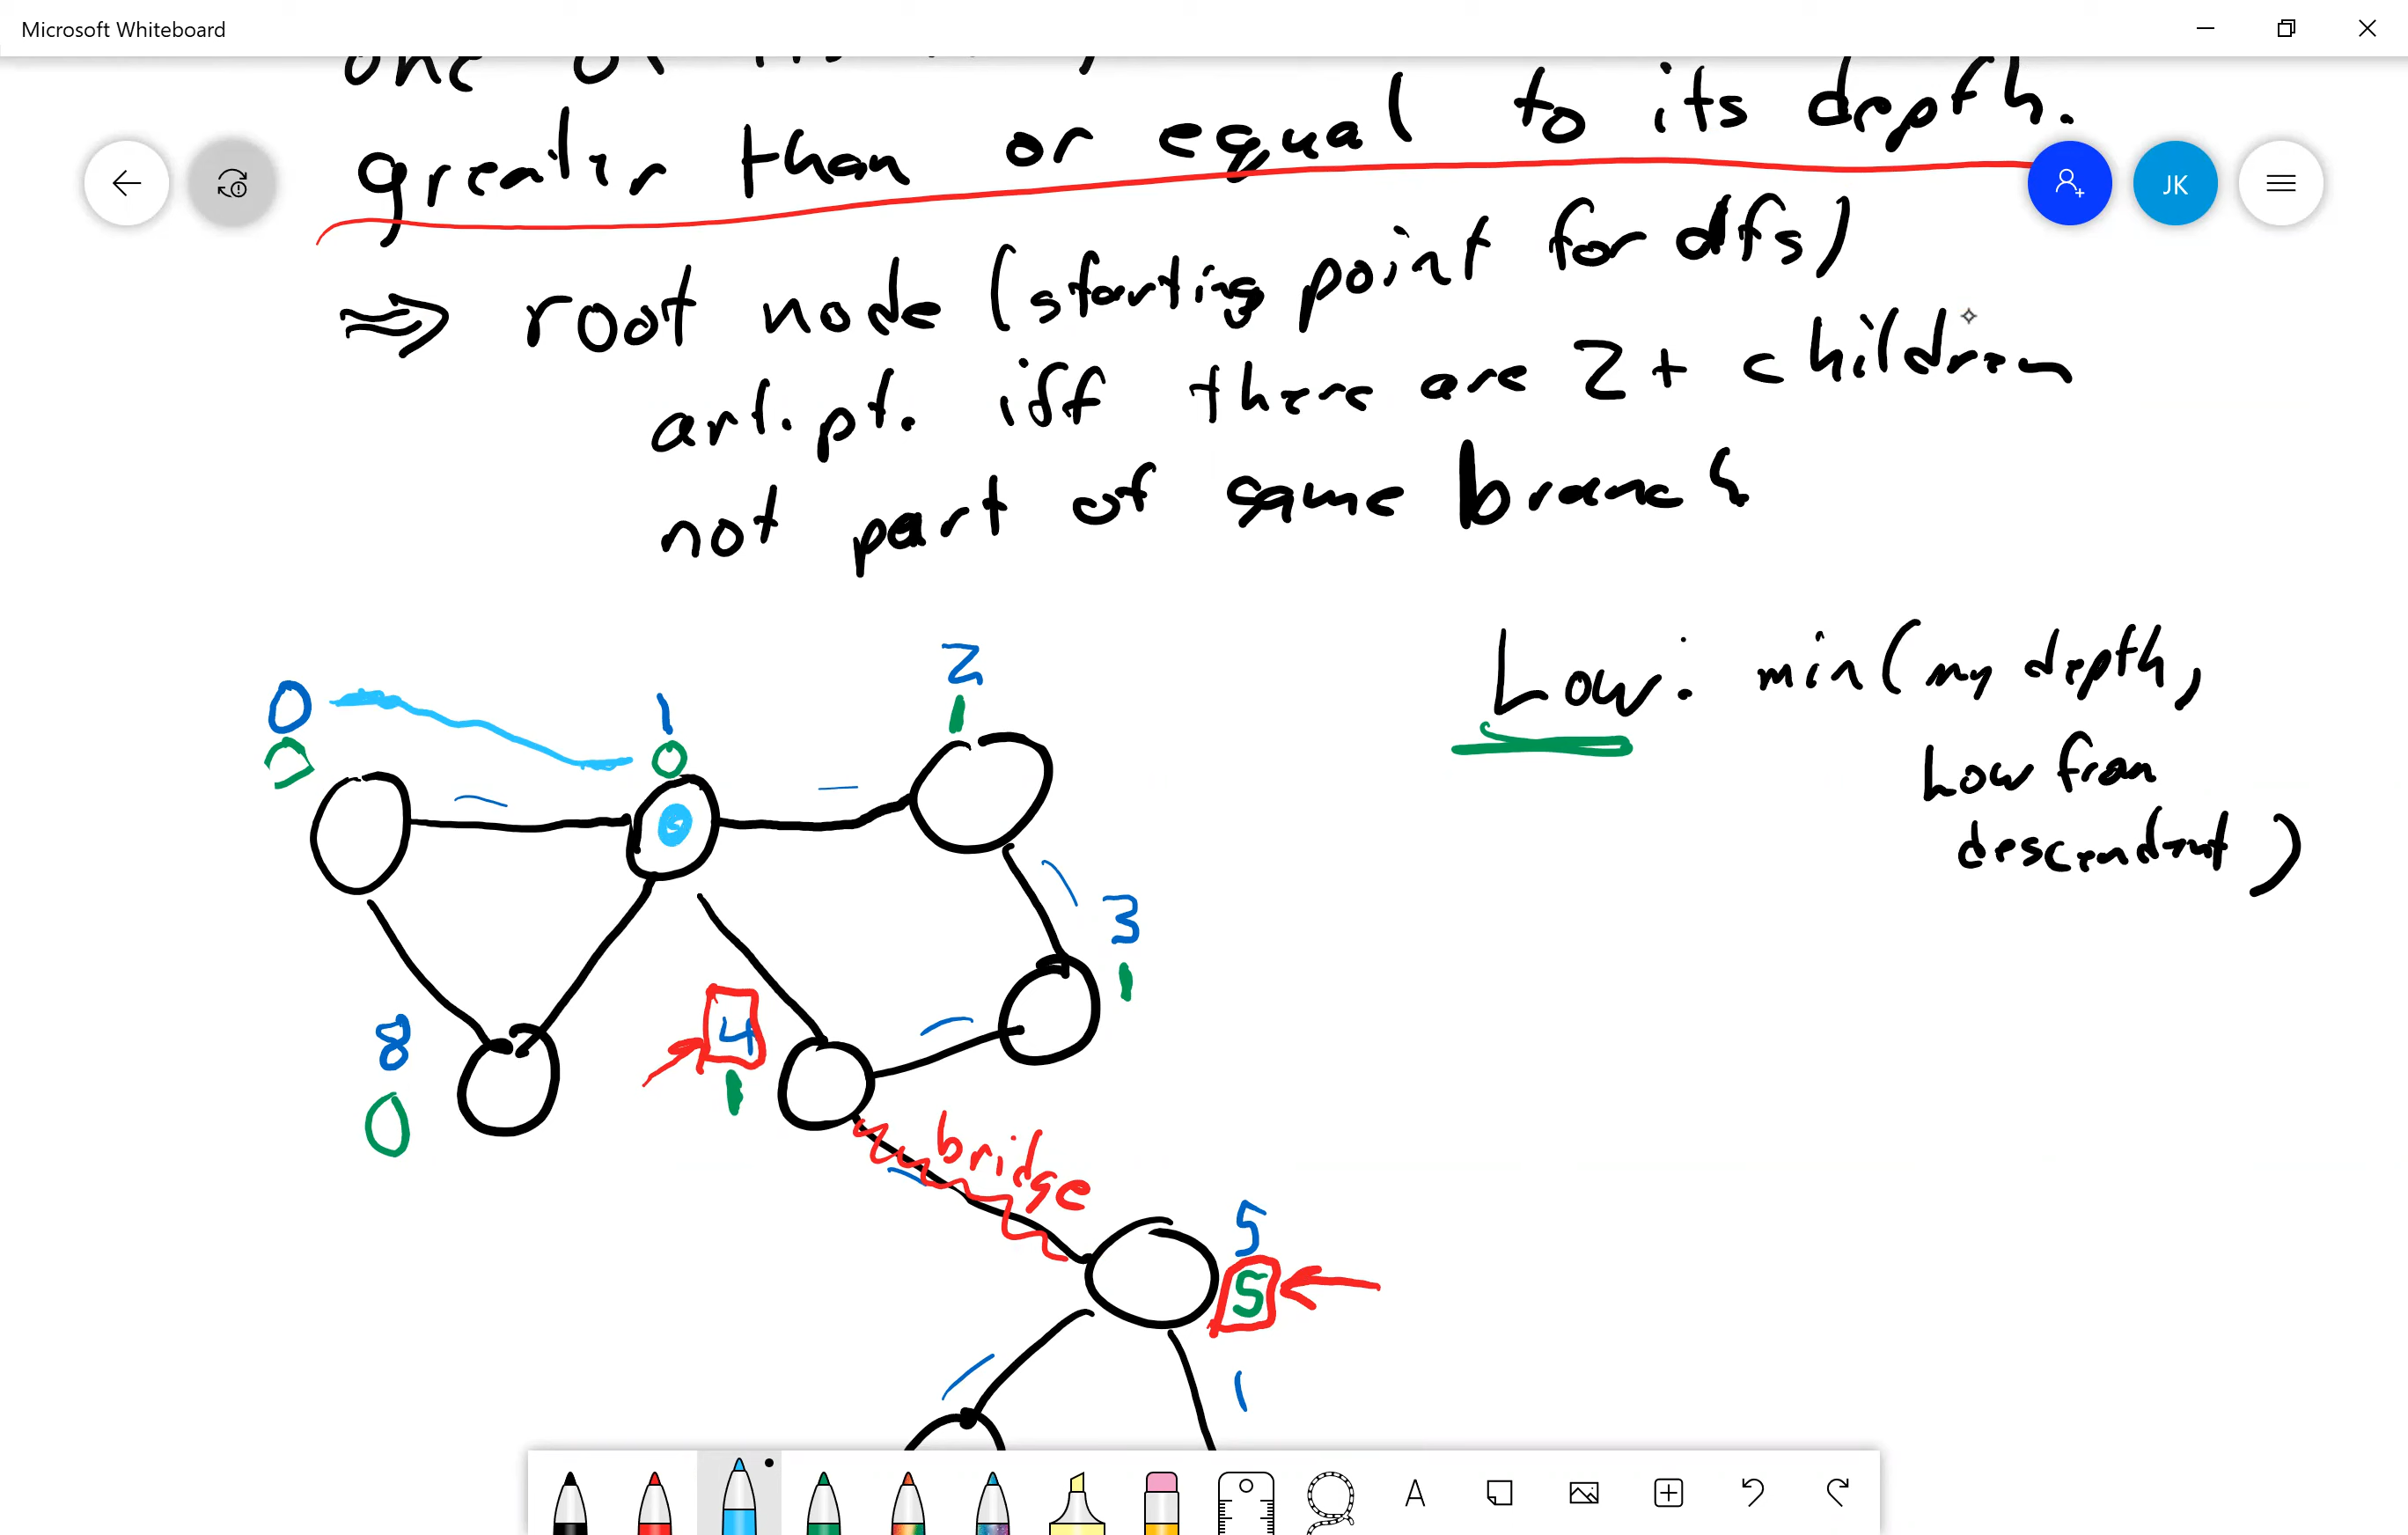 Microsoft Whiteboard
one of
greater than or equal to its depth.
JK
⇒ root node (starting point for dfs)
art. pt. iff there are 2+ children
not part of same branch
Low: min(my depth,
Low from
descendant)
0 1 2
0 0 1
3
1
8 4
0 1
bridge
5
5
A